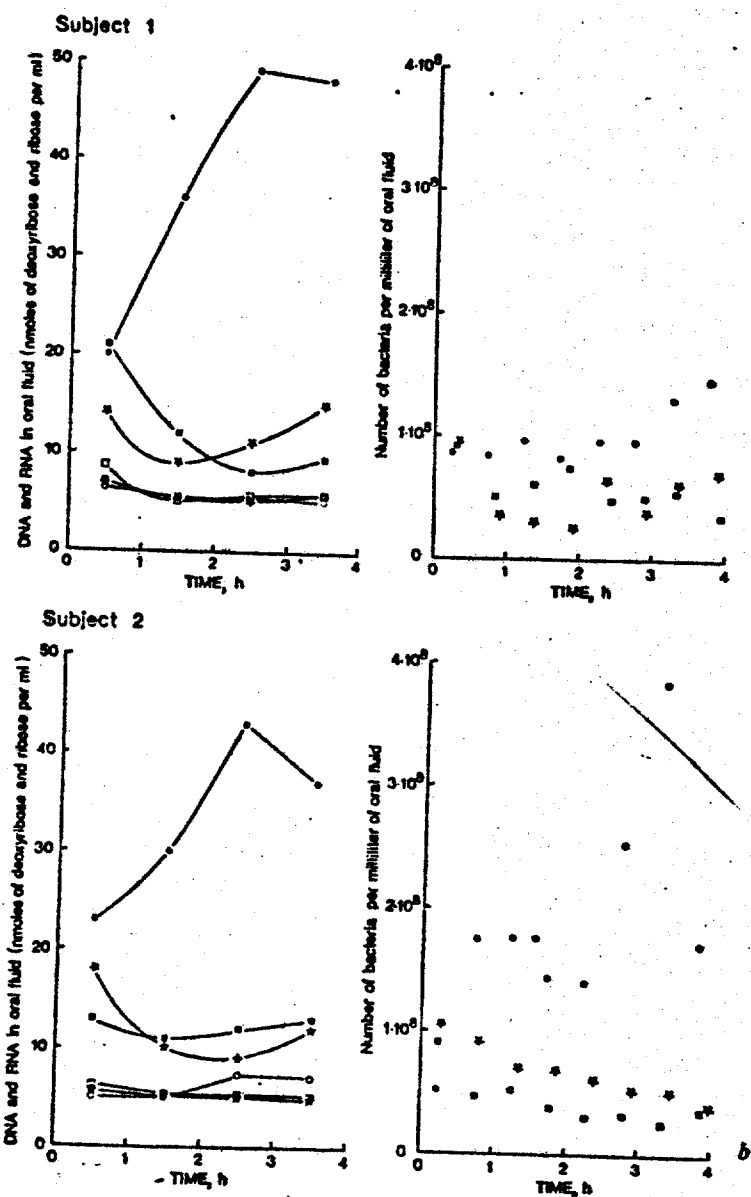 Subject 1
DNA and RNA in oral fluid (nmoles of deoxyribose and ribose per ml)
50
40
30
20
10
0
0 1 2 3 4
TIME, h
Number of bacteria per milliliter of oral fluid
4·10⁸
3·10⁸
2·10⁸
1·10⁸
0
0 1 2 3 4
TIME, h
Subject 2
DNA and RNA in oral fluid (nmoles of deoxyribose and ribose per ml)
50
40
30
20
10
0
0 1 2 3 4
TIME, h
Number of bacteria per milliliter of oral fluid
4·10⁸
3·10⁸
2·10⁸
1·10⁸
0
0 1 2 3 4
TIME, h
b